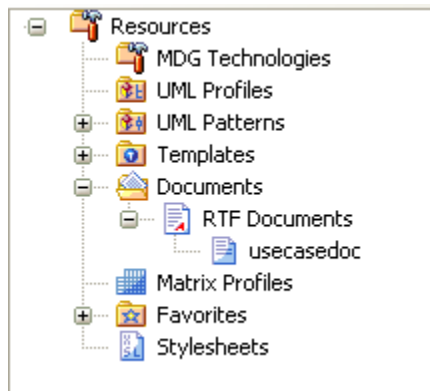 Resources
MDG Technologies
UML Profiles
UML Patterns
Templates
Documents
RTF Documents
usecasedoc
Matrix Profiles
Favorites
Stylesheets